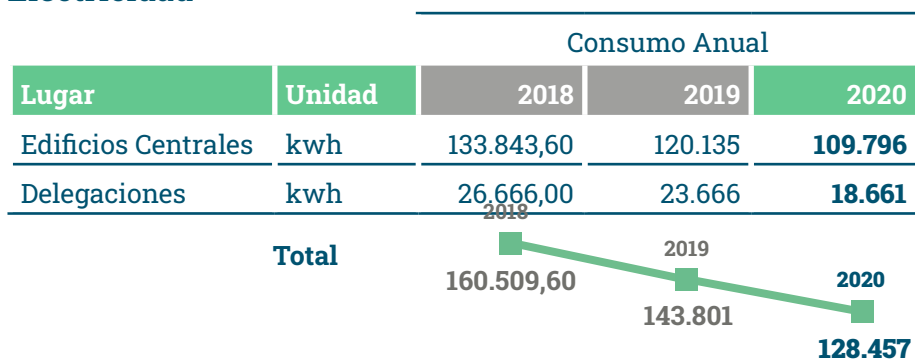 Consumo Anual
Lugar Unidad 2018 2019 2020
Edificios Centrales kwh 133.843,60 120.135 109.796
Delegaciones kwh 26.666,00 23.666 18.661
2018
Total 2019
160.509,60 2020
143.801
128.457